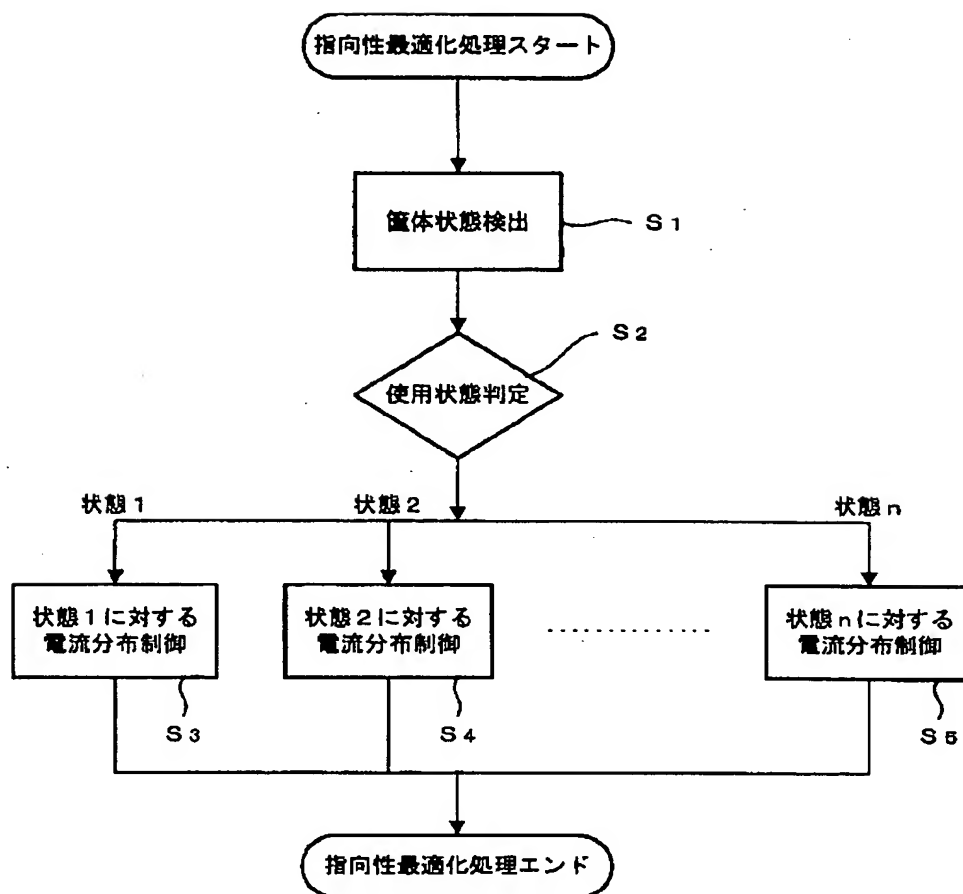 指向性最適化処理スタート
筐体状態検出
S1
S2
使用状態判定
状態1
状態2
状態n
状態1に対する
電流分布制御
状態2に対する
電流分布制御
状態nに対する
電流分布制御
S3
S4
S5
指向性最適化処理エンド